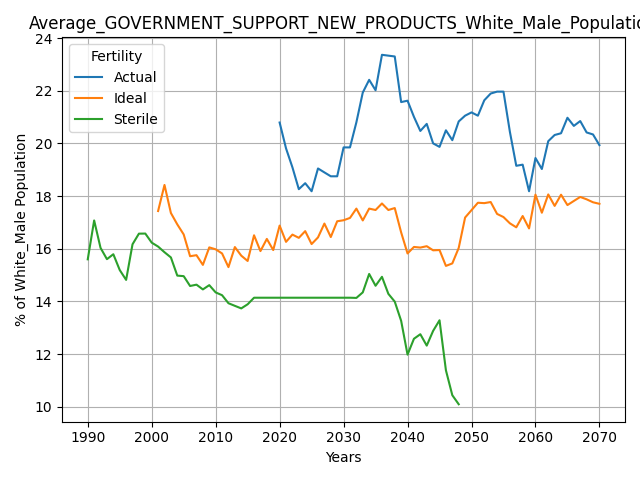 Average_GOVERNMENT_SUPPORT_NEW_PRODUCTS_White_Male_Populatio
24
22
20
18
16
14
12
10
% of White_Male Population
Fertility
Actual
Ideal
Sterile
1990 2000 2010 2020 2030 2040 2050 2060 2070
Years